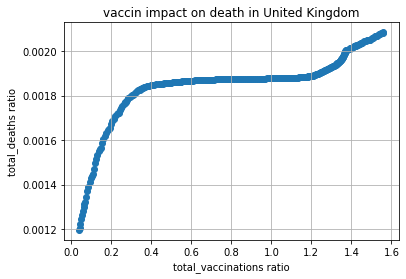 vaccin impact on death in United Kingdom
total_deaths ratio
0.0020
0.0018
0.0016
0.0014
0.0012
0.0 0.2 0.4 0.6 0.8 1.0 1.2 1.4 1.6
total_vaccinations ratio